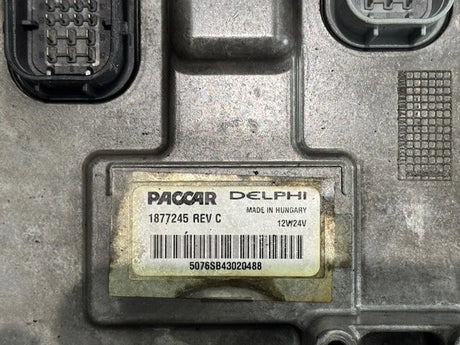 PACCAR DELPHI
1877245 REV C MADE IN HUNGARY
12V/24V
5076SB43020488